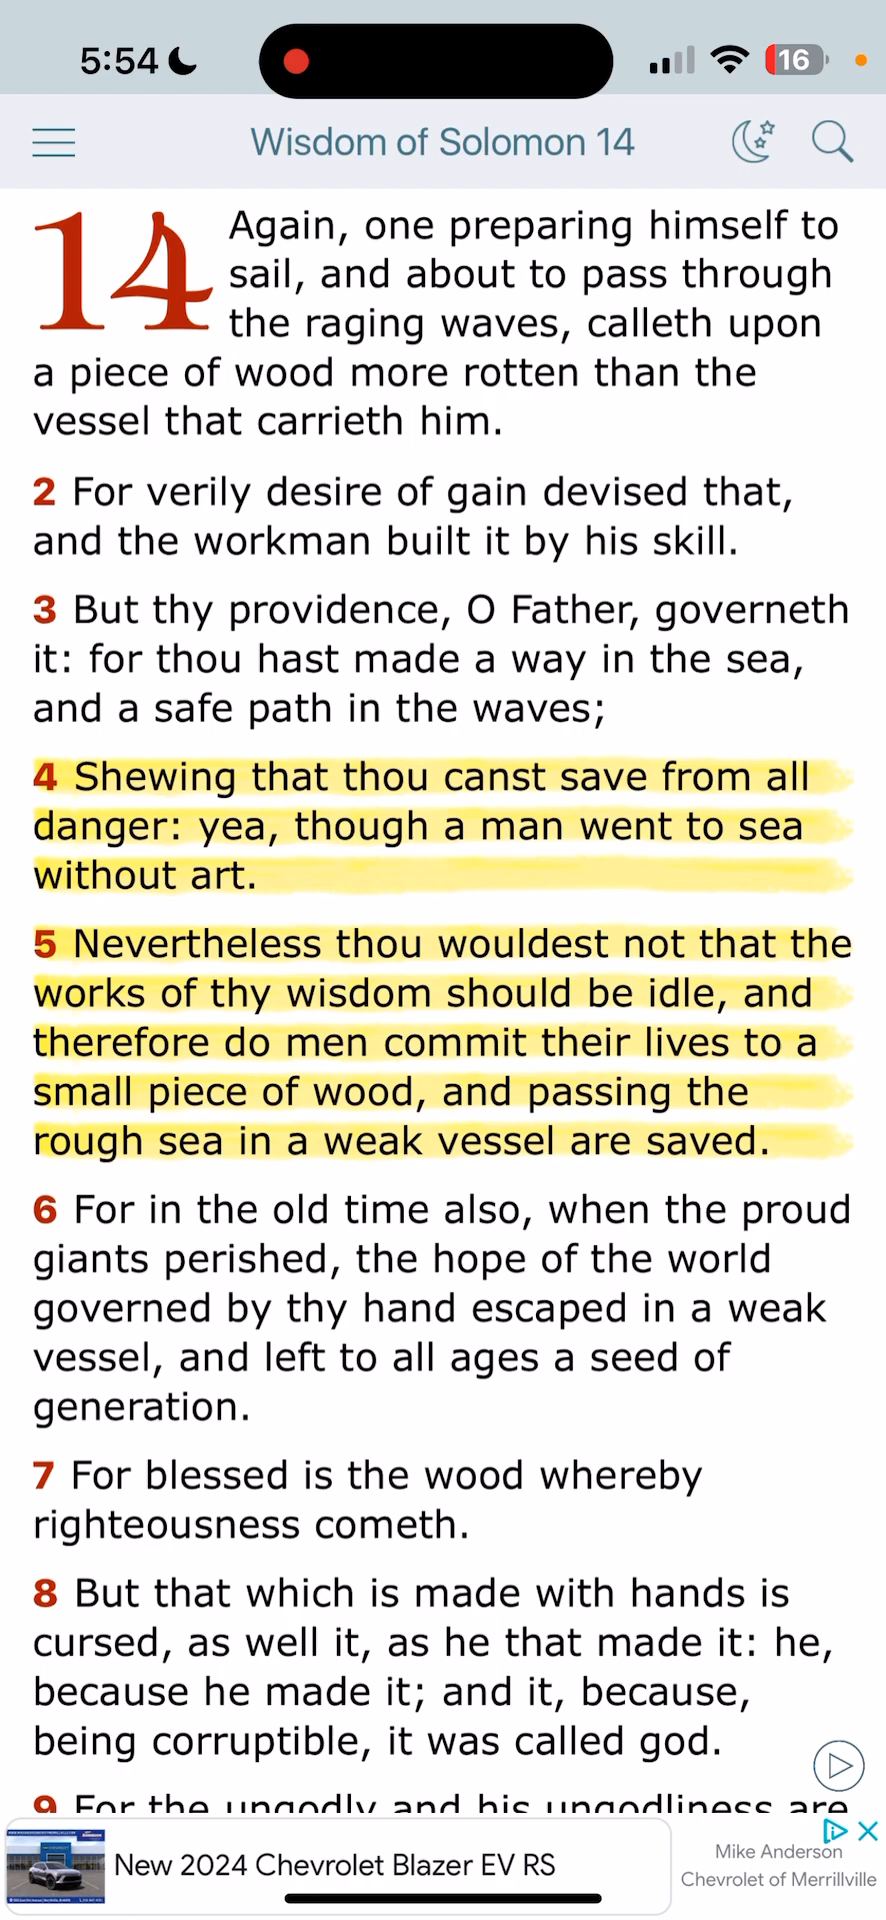 5:54
16
Wisdom of Solomon 14
14 Again, one preparing himself to
sail, and about to pass through
the raging waves, calleth upon
a piece of wood more rotten than the
vessel that carrieth him.
2 For verily desire of gain devised that,
and the workman built it by his skill.
3 But thy providence, O Father, governeth
it: for thou hast made a way in the sea,
and a safe path in the waves;
4 Shewing that thou canst save from all
danger: yea, though a man went to sea
without art.
5 Nevertheless thou wouldest not that the
works of thy wisdom should be idle, and
therefore do men commit their lives to a
small piece of wood, and passing the
rough sea in a weak vessel are saved.
6 For in the old time also, when the proud
giants perished, the hope of the world
governed by thy hand escaped in a weak
vessel, and left to all ages a seed of
generation.
7 For blessed is the wood whereby
righteousness cometh.
8 But that which is made with hands is
cursed, as well it, as he that made it: he,
because he made it; and it, because,
being corruptible, it was called god.
9 For the ungodly and his ungodliness are
New 2024 Chevrolet Blazer EV RS
Mike Anderson
Chevrolet of Merrillville